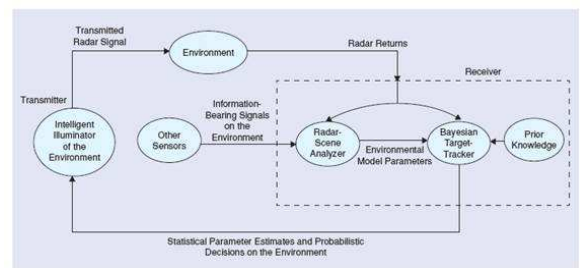 Transmitted
Radar Signal
Environment
Radar Returns
Receiver
Transmitter
Intelligent
Illuminator
of the
Environment
Other
Sensors
Information-
Bearing Signals
on the
Environment
Radar-
Scene
Analyzer
Environmental
Model Parameters
Bayesian
Target-
Tracker
Prior
Knowledge
Statistical Parameter Estimates and Probabilistic
Decisions on the Environment